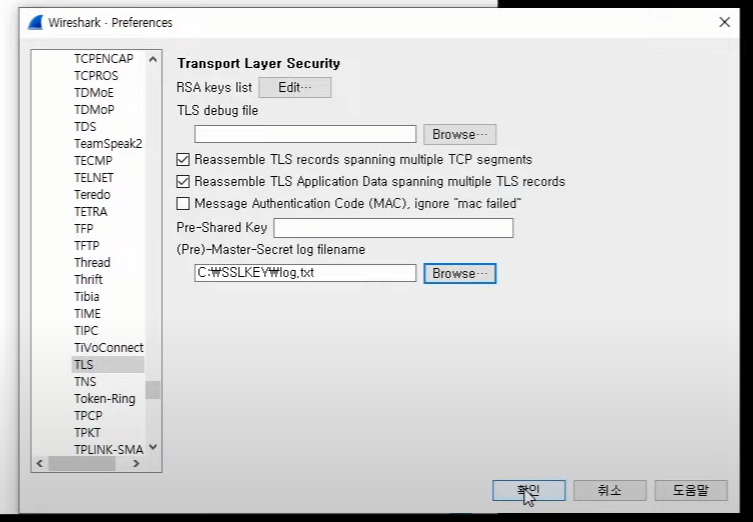 Wireshark · Preferences
TCPENCAP
TCPROS
TDMoE
TDMoP
TDS
TeamSpeak2
TECMP
TELNET
Teredo
TETRA
TFP
TFTP
Thread
Thrift
Tibia
TIME
TIPC
TiVoConnect
TLS
TNS
Token-Ring
TPCP
TPKT
TPLINK-SMA
Transport Layer Security
RSA keys list Edit…
TLS debug file
Browse…
Reassemble TLS records spanning multiple TCP segments
Reassemble TLS Application Data spanning multiple TLS records
Message Authentication Code (MAC), ignore "mac failed"
Pre-Shared Key
(Pre)-Master-Secret log filename
C:₩SSLKEY₩log.txt Browse…
확인 취소 도움말